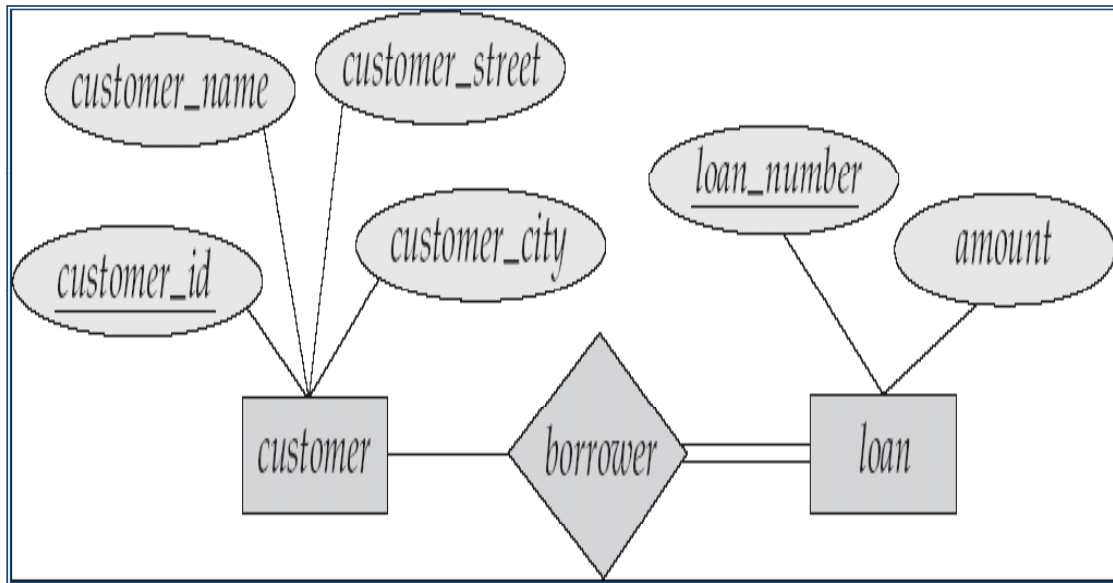 customer_name
customer_street
customer_id
customer_city
loan_number
amount
customer
borrower
loan